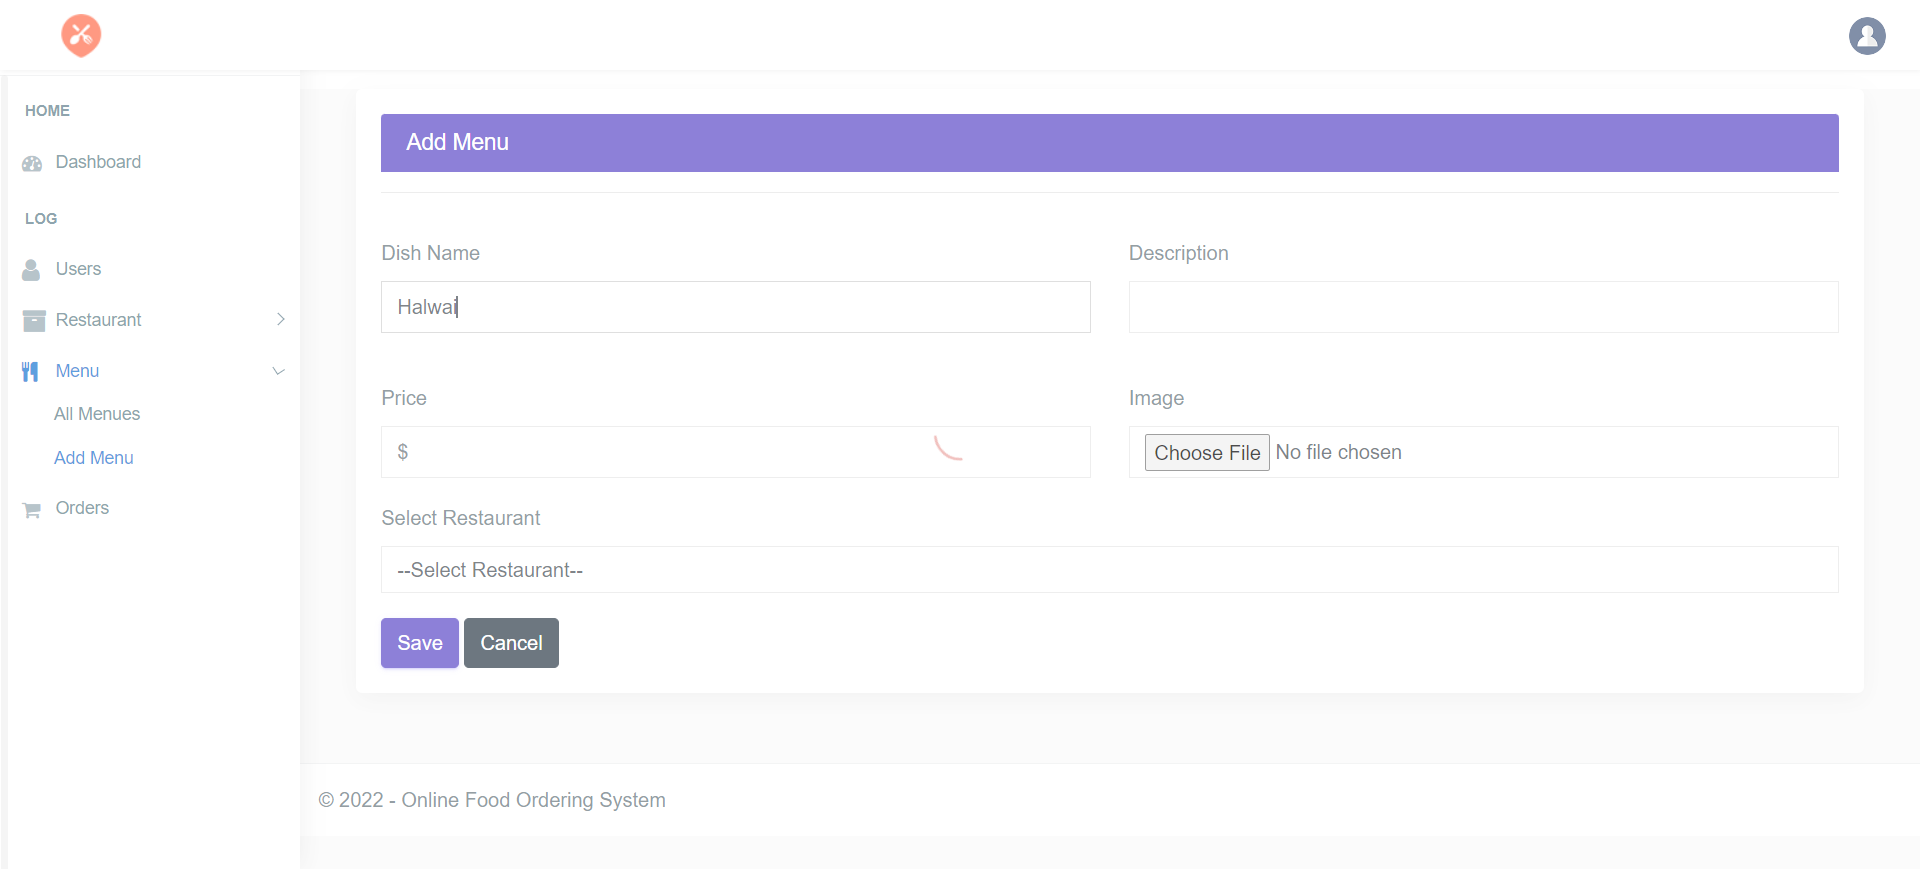 HOME
Dashboard
LOG
Users
Restaurant
Menu
All Menues
Add Menu
Orders
Add Menu
Dish Name
Description
Halwai
Price
Image
$
Choose File No file chosen
Select Restaurant
--Select Restaurant--
Save Cancel
© 2022 - Online Food Ordering System